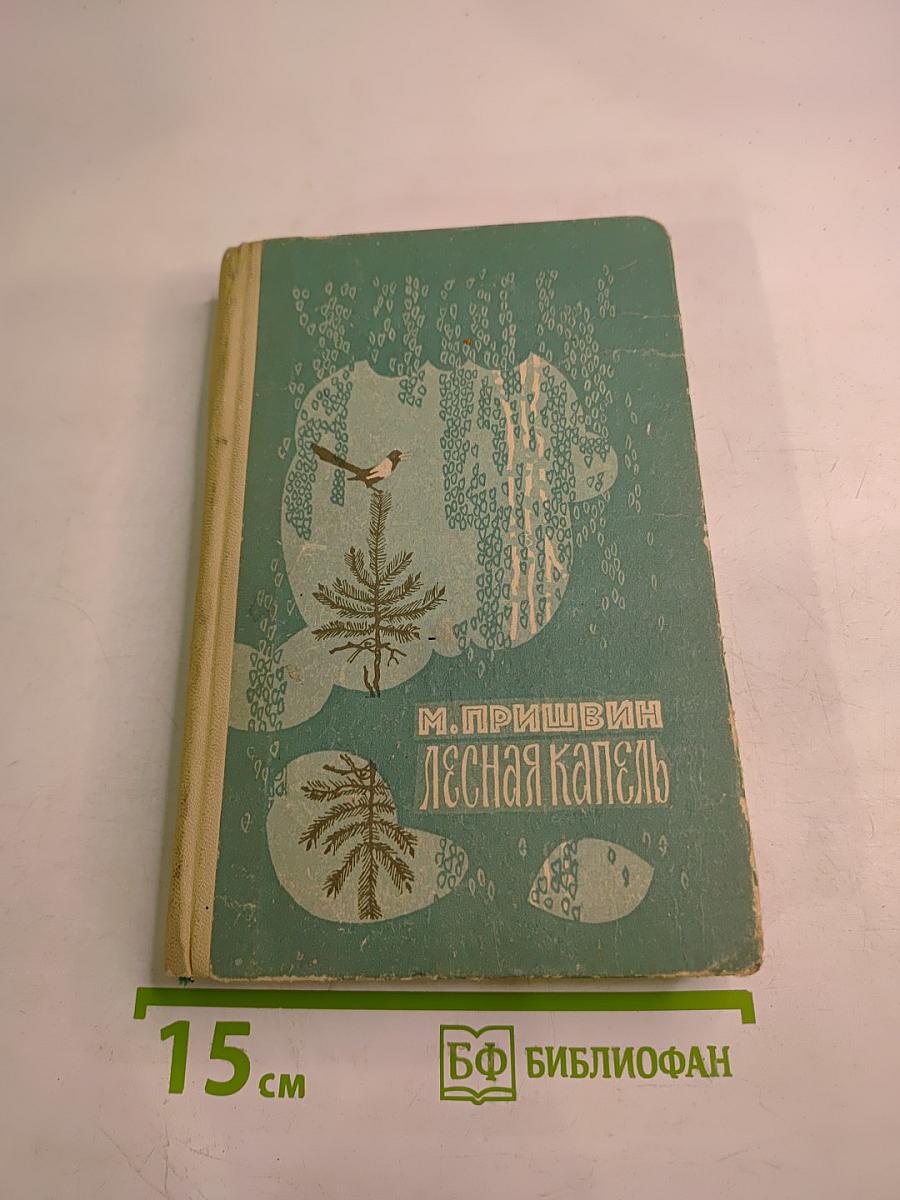 М.ПРИШВИН
ЛЕСНАЯ КАПЕЛЬ
15 см
БФ БИБЛИОФАН